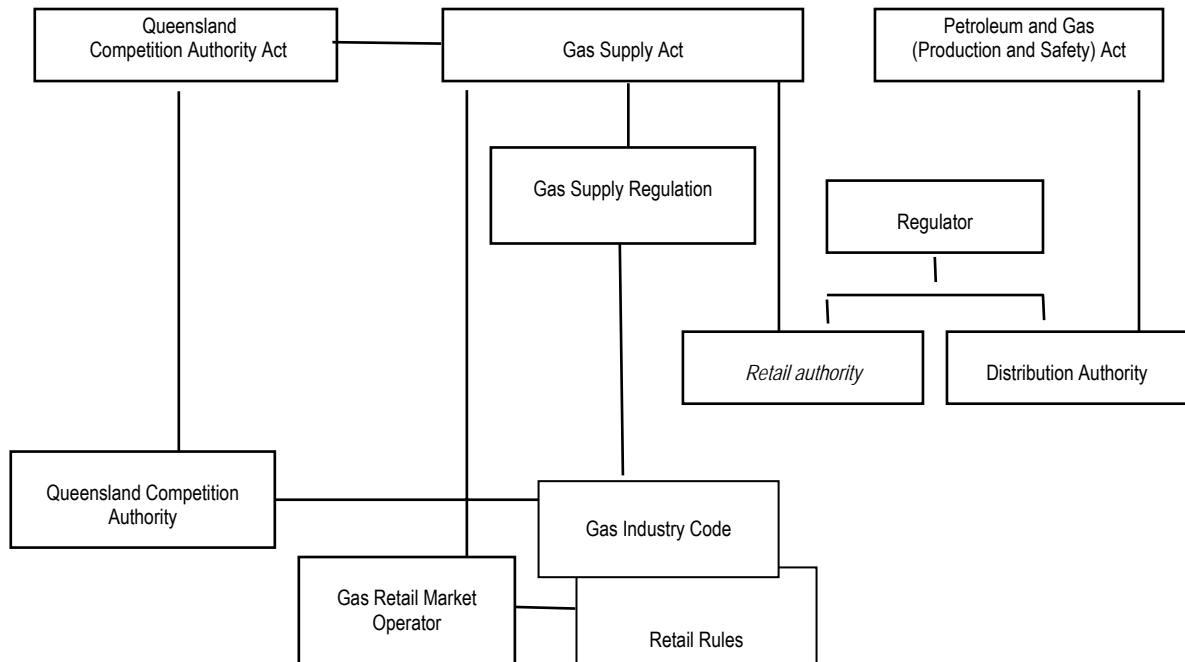 Queensland
Competition Authority Act
Gas Supply Act
Petroleum and Gas
(Production and Safety) Act
Gas Supply Regulation
Regulator
Retail authority
Distribution Authority
Queensland Competition
Authority
Gas Industry Code
Gas Retail Market
Operator
Retail Rules